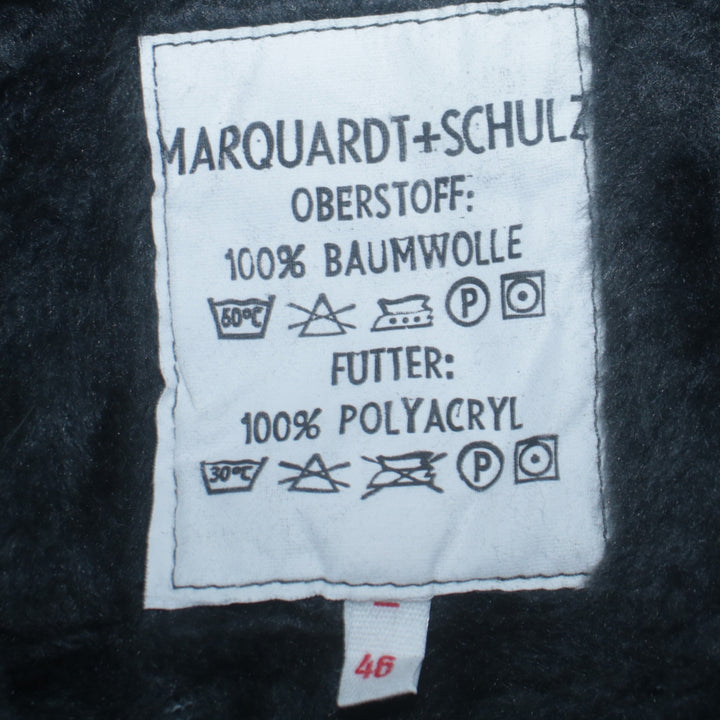 MARQUARDT+SCHULZ
OBERSTOFF:
100% BAUMWOLLE
60°C P
FUTTER:
100% POLYACRYL
30°C P
46